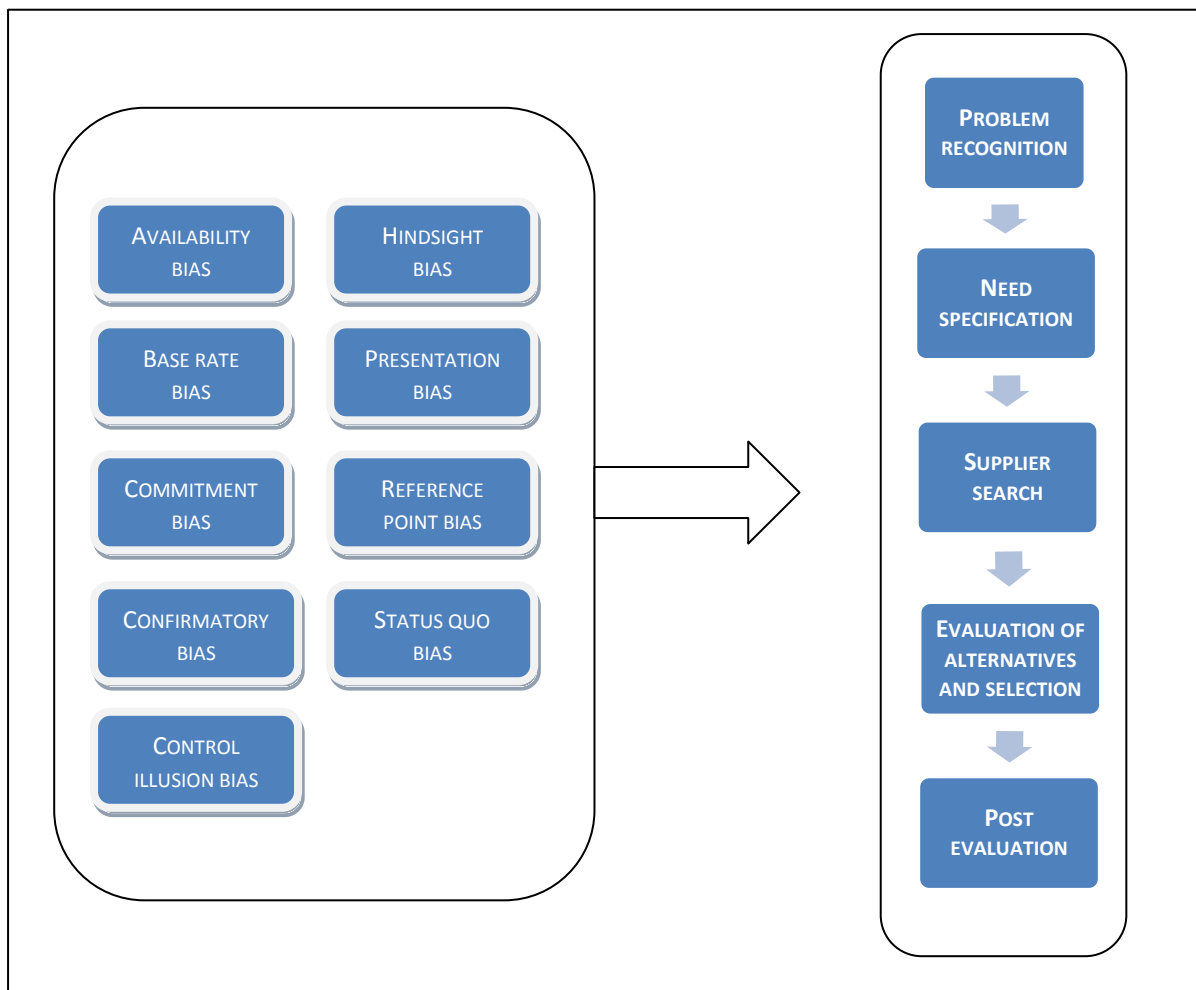 AVAILABILITY
BIAS
HINDSIGHT
BIAS
BASE RATE
BIAS
PRESENTATION
BIAS
COMMITMENT
BIAS
REFERENCE
POINT BIAS
CONFIRMATORY
BIAS
STATUS QUO
BIAS
CONTROL
ILLUSION BIAS
PROBLEM
RECOGNITION
NEED
SPECIFICATION
SUPPLIER
SEARCH
EVALUATION OF
ALTERNATIVES
AND SELECTION
POST
EVALUATION